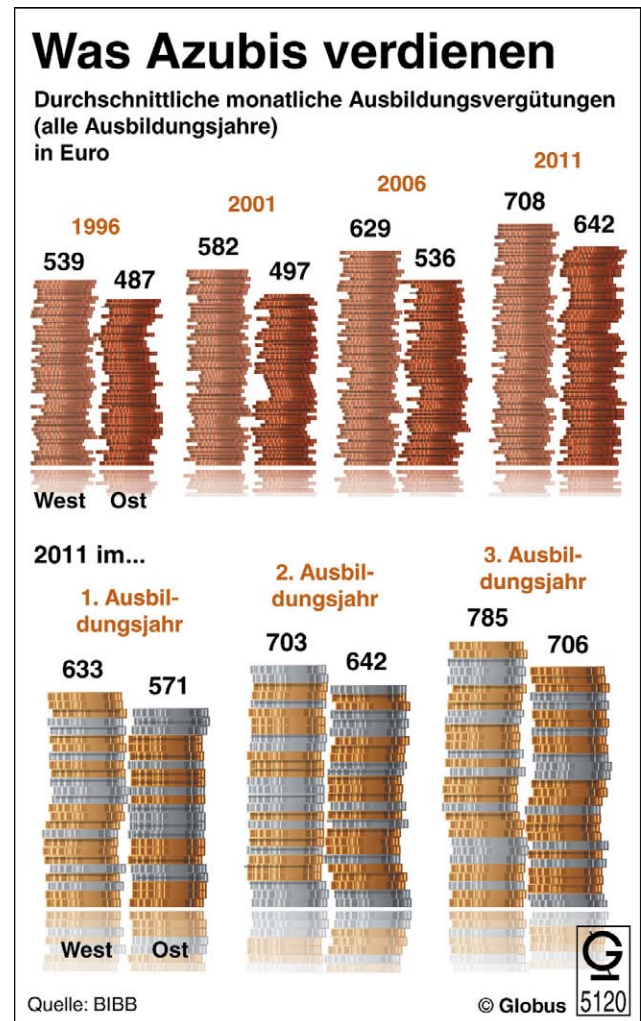 Was Azubis verdienen
Durchschnittliche monatliche Ausbildungsvergütungen
(alle Ausbildungsjahre)
in Euro
1996
539 487
2001
582 497
2006
629 536
2011
708 642
West Ost
2011 im...
1. Ausbil-
dungsjahr
633 571
2. Ausbil-
dungsjahr
703 642
3. Ausbil-
dungsjahr
785 706
West Ost
Quelle: BIBB
© Globus
G
5120